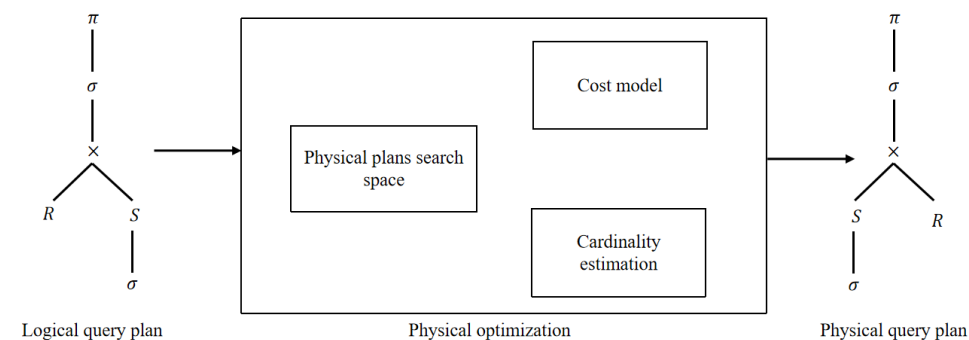 π
σ
×
R
S
σ
Logical query plan
Physical plans search
space
Cost model
Cardinality
estimation
Physical optimization
π
σ
×
S
R
σ
Physical query plan